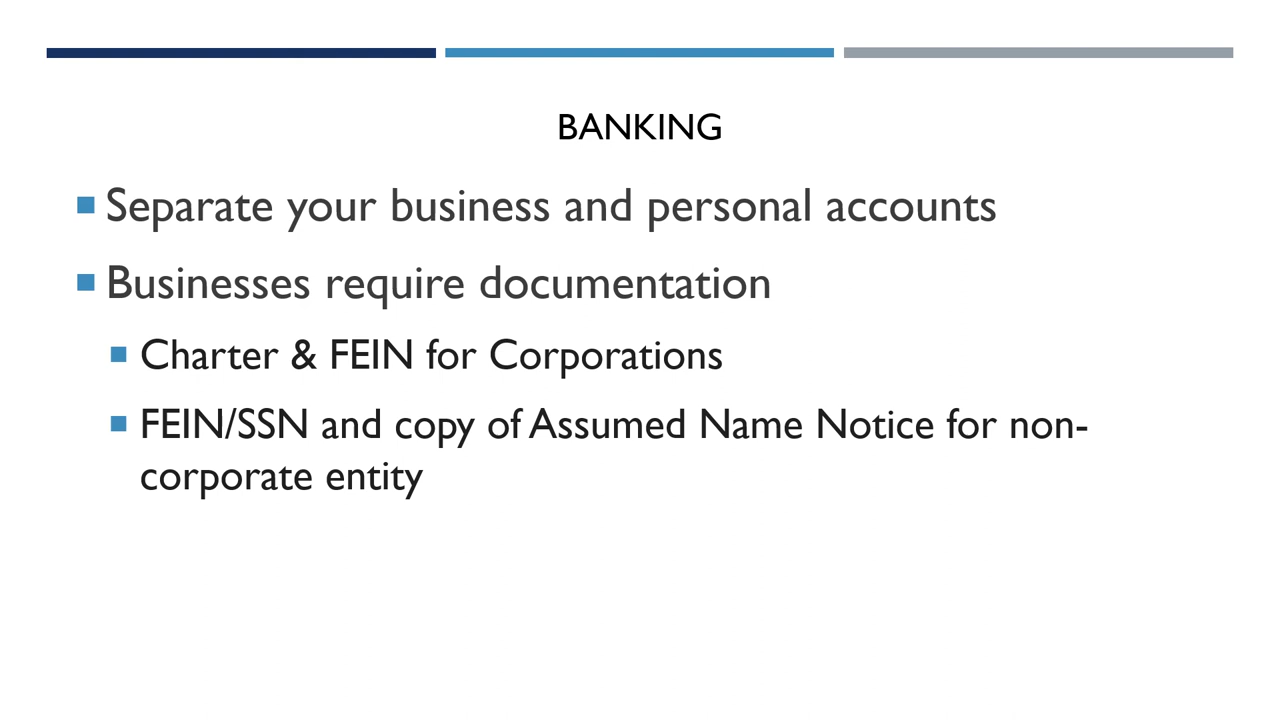 BANKING
Separate your business and personal accounts
Businesses require documentation
Charter & FEIN for Corporations
FEIN/SSN and copy of Assumed Name Notice for non-
corporate entity